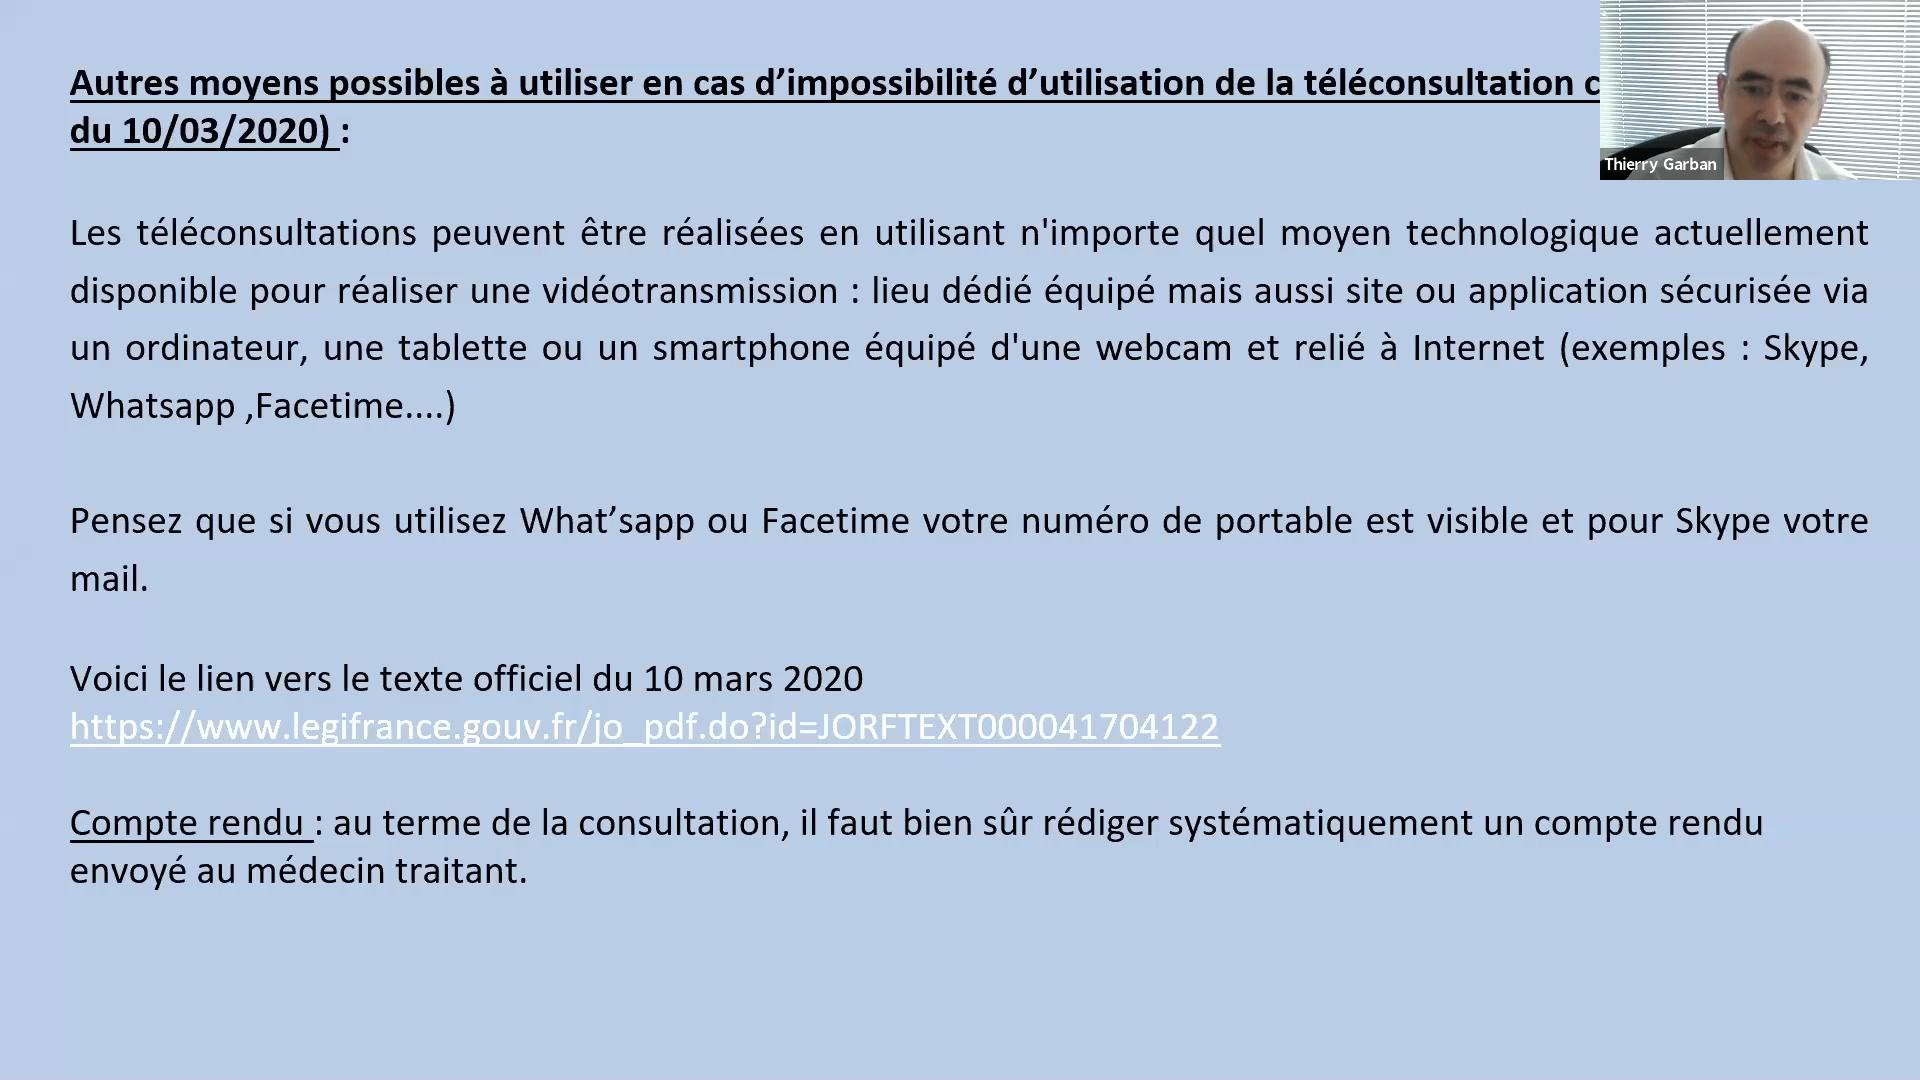 Autres moyens possibles à utiliser en cas d’impossibilité d’utilisation de la téléconsultation
du 10/03/2020) :
Thierry Garban
Les téléconsultations peuvent être réalisées en utilisant n'importe quel moyen technologique actuellement
disponible pour réaliser une vidéotransmission : lieu dédié équipé mais aussi site ou application sécurisée via
un ordinateur, une tablette ou un smartphone équipé d'une webcam et relié à Internet (exemples : Skype,
Whatsapp ,Facetime....)
Pensez que si vous utilisez What’sapp ou Facetime votre numéro de portable est visible et pour Skype votre
mail.
Voici le lien vers le texte officiel du 10 mars 2020
https://www.legifrance.gouv.fr/jo_pdf.do?id=JORFTEXT000041704122
Compte rendu : au terme de la consultation, il faut bien sûr rédiger systématiquement un compte rendu
envoyé au médecin traitant.